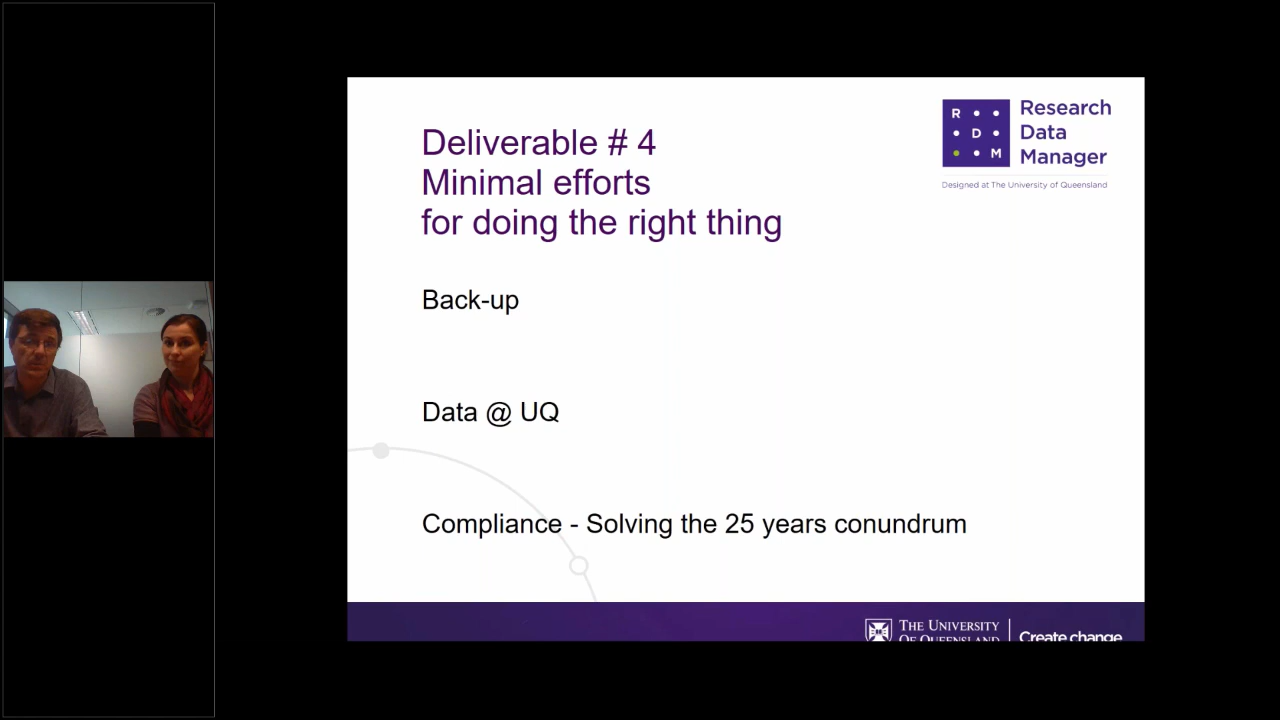 Deliverable # 4
Minimal efforts
for doing the right thing
R
D
M
Research
Data
Manager
Designed at The University of Queensland
Back-up
Data @ UQ
Compliance - Solving the 25 years conundrum
THE UNIVERSITY
OF QUEENSLAND
Create change